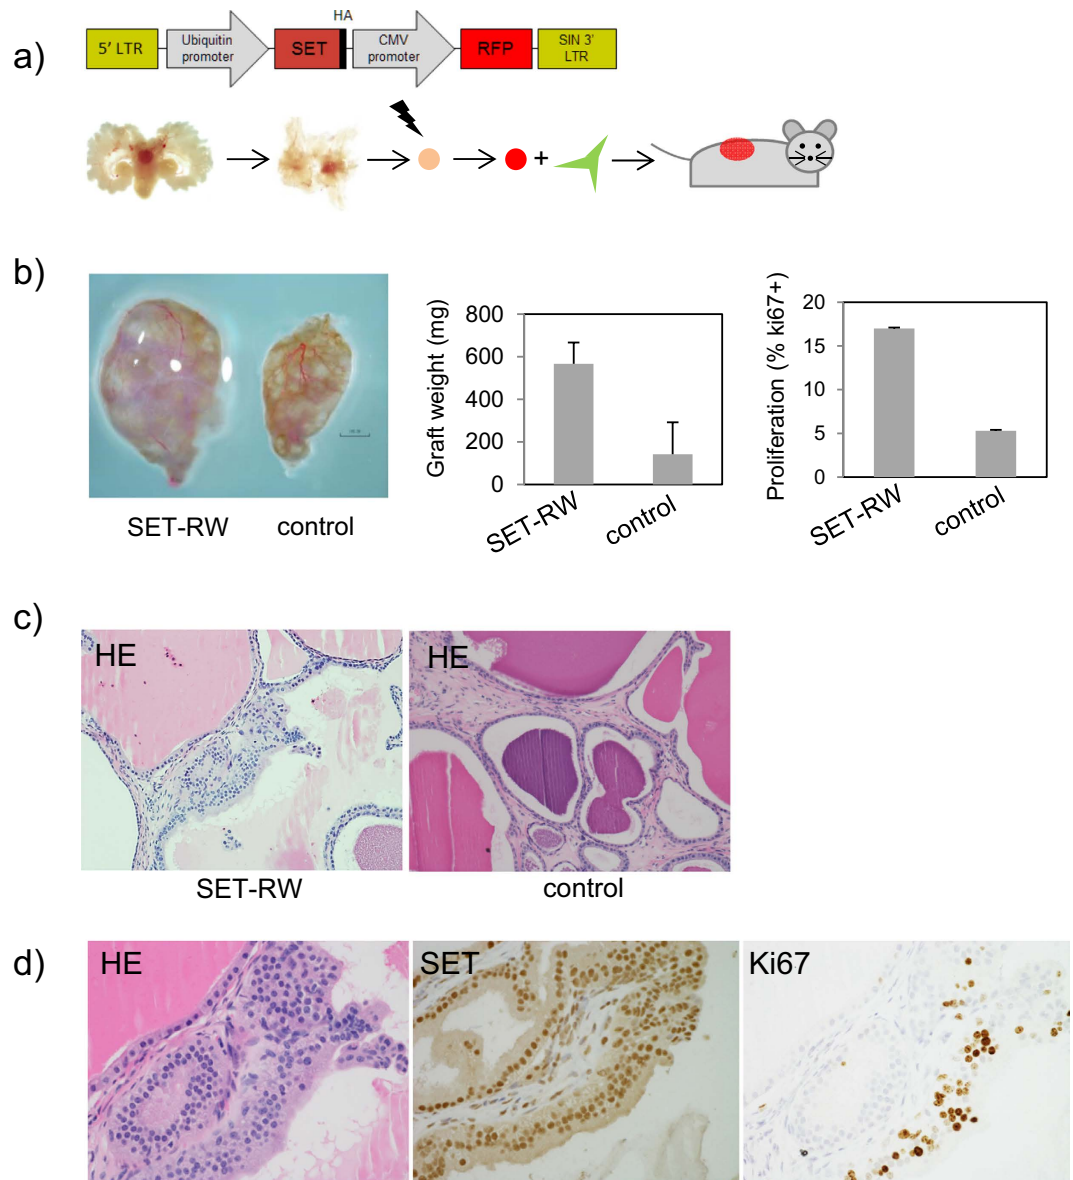 a)
HA
5' LTR
Ubiquitin
promoter
SET
CMV
promoter
RFP
SIN 3'
LTR
+
b)
SET-RW
control
Graft weight (mg)
800
600
400
200
0
SET-RW
control
Proliferation (% ki67+)
20
15
10
5
0
SET-RW
control
c)
HE
HE
SET-RW
control
d)
HE
SET
Ki67